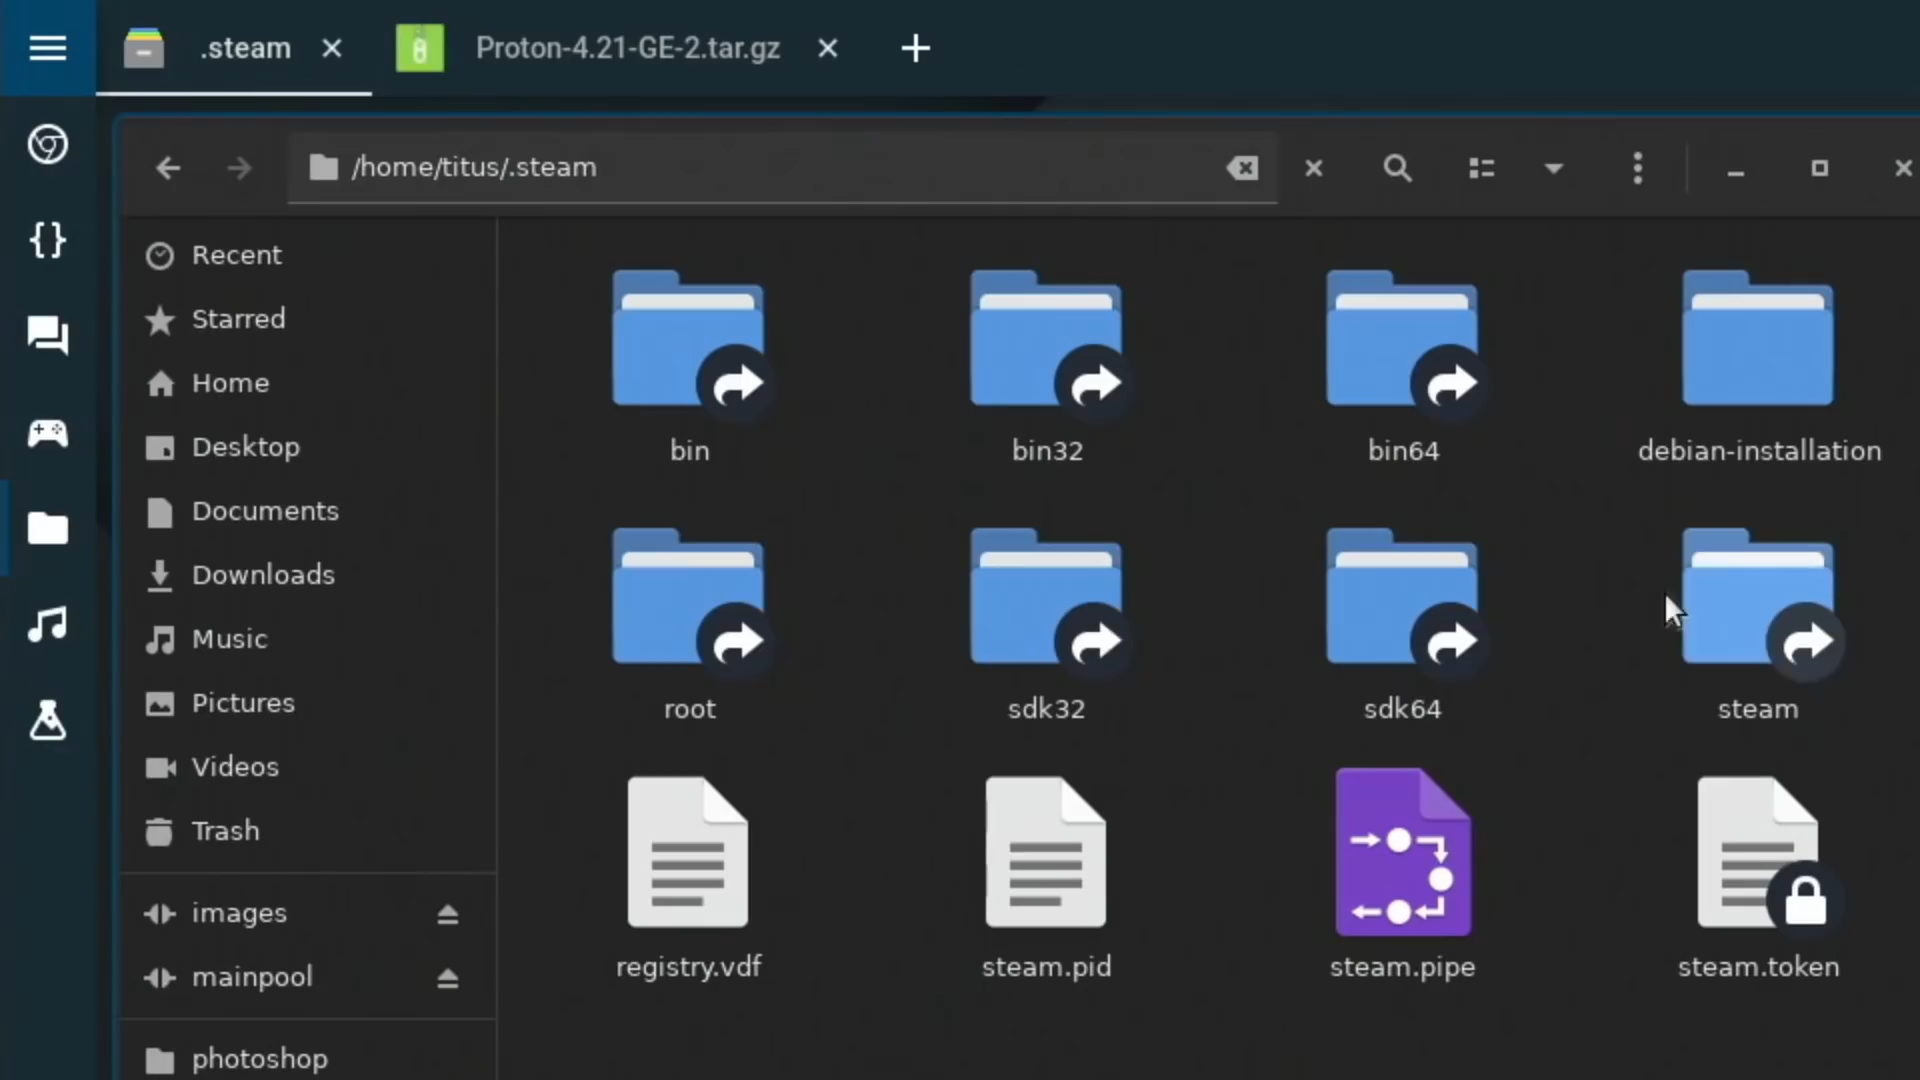 .steam
Proton-4.21-GE-2.tar.gz
/home/titus/.steam
Recent
Starred
Home
Desktop
Documents
Downloads
Music
Pictures
Videos
Trash
images
mainpool
photoshop
bin
bin32
bin64
debian-installation
root
sdk32
sdk64
steam
registry.vdf
steam.pid
steam.pipe
steam.token